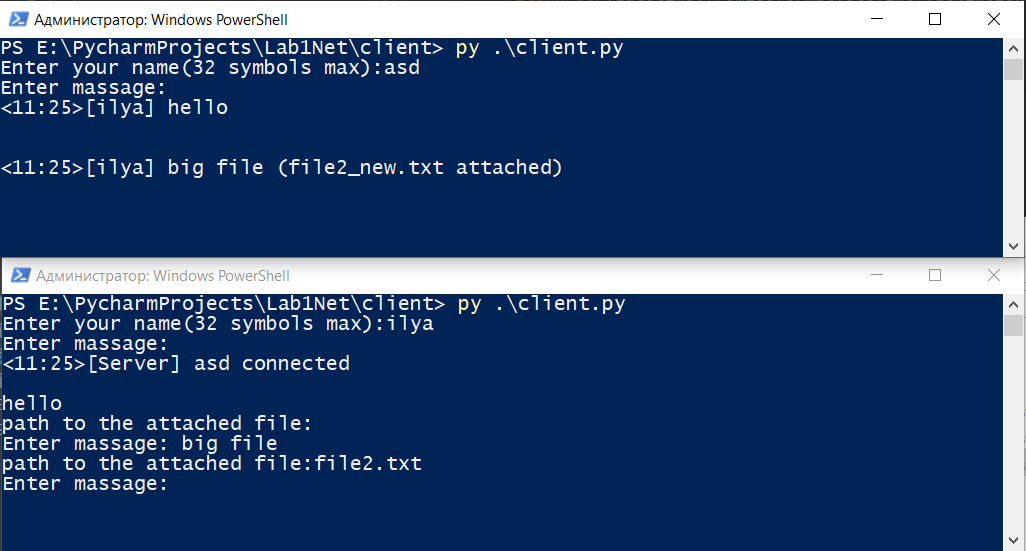 Администратор: Windows PowerShell
PS E:\PycharmProjects\Lab1Net\client> py .\client.py
Enter your name(32 symbols max):asd
Enter massage:
<11:25>[ilya] hello
<11:25>[ilya] big file (file2_new.txt attached)
Администратор: Windows PowerShell
PS E:\PycharmProjects\Lab1Net\client> py .\client.py
Enter your name(32 symbols max):ilya
Enter massage:
<11:25>[Server] asd connected
hello
path to the attached file:
Enter massage: big file
path to the attached file:file2.txt
Enter massage: